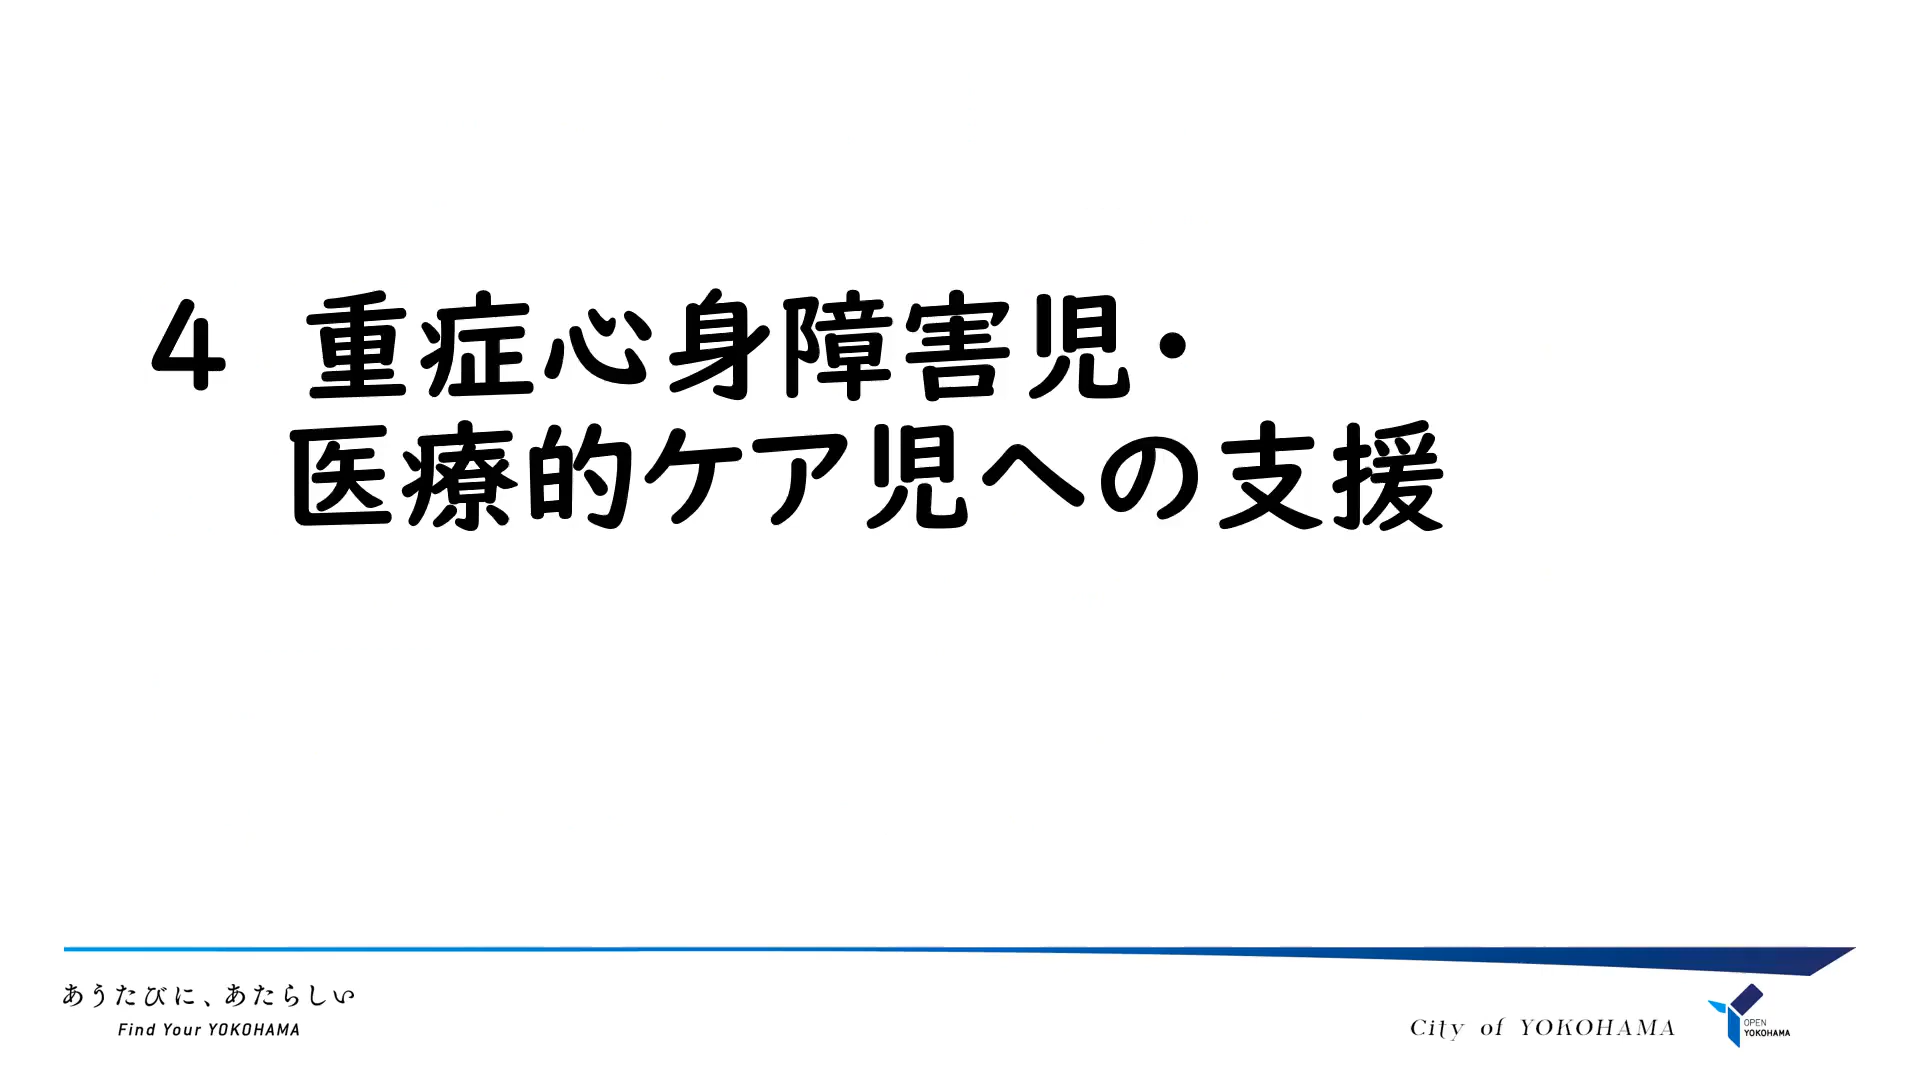 ４ 重症心身障害児・
医療的ケア児への支援
あうたびに、あたらしい
Find Your YOKOHAMA
City of YOKOHAMA
OPEN
YOKOHAMA